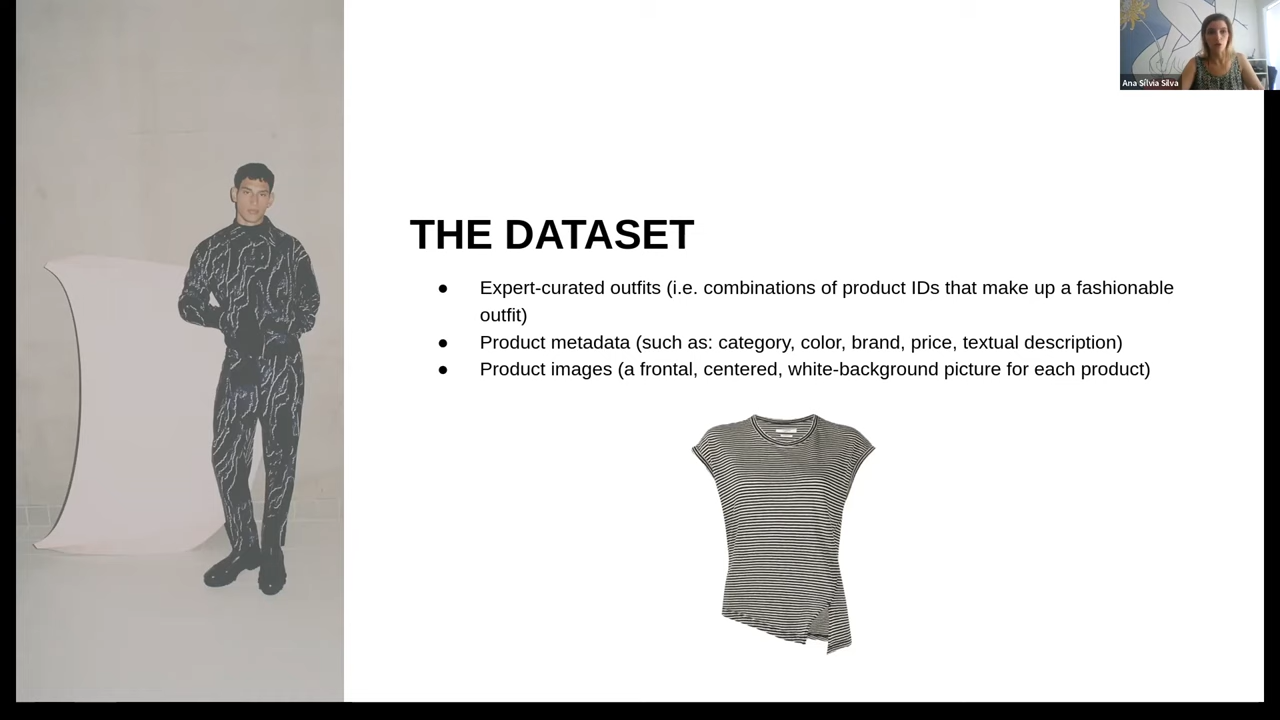 Ana Sílvia Silva
THE DATASET
● Expert-curated outfits (i.e. combinations of product IDs that make up a fashionable
outfit)
● Product metadata (such as: category, color, brand, price, textual description)
● Product images (a frontal, centered, white-background picture for each product)